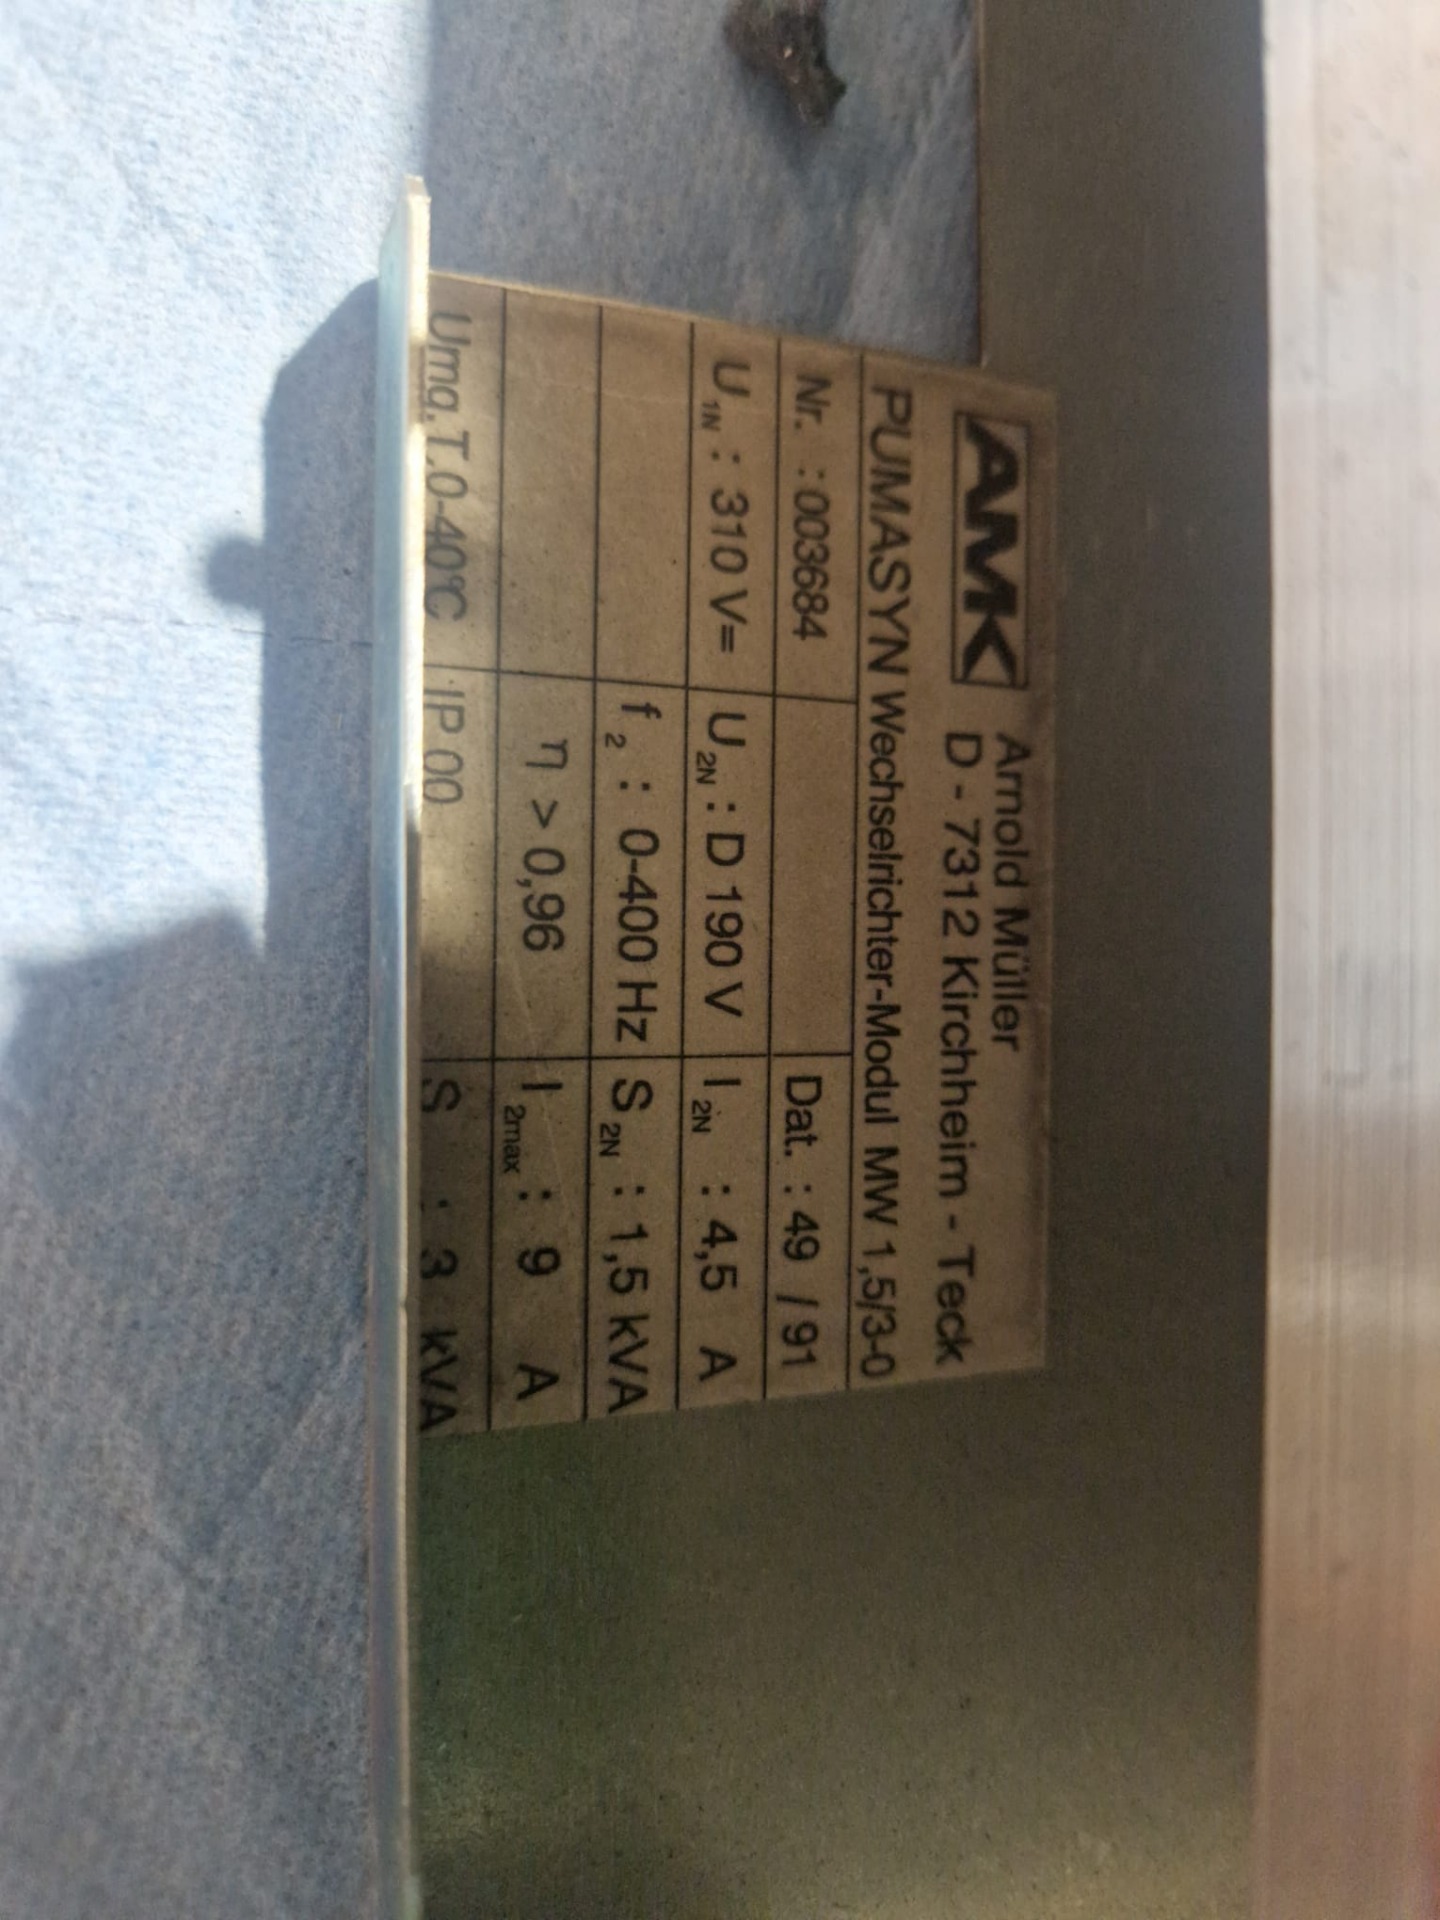 AMK Arnold Müller
D - 7312 Kirchheim - Teck
PUMASYN Wechselrichter-Modul MW 1,5/3-0
Nr. : 003684 Dat. : 49 / 91
U1N : 310 V= U2N : D 190 V I2N : 4,5 A
f2 : 0-400 Hz S2N : 1,5 kVA
η > 0,96 I2max : 9 A
Umg.T.0-40°C IP 00 S : 3 kVA